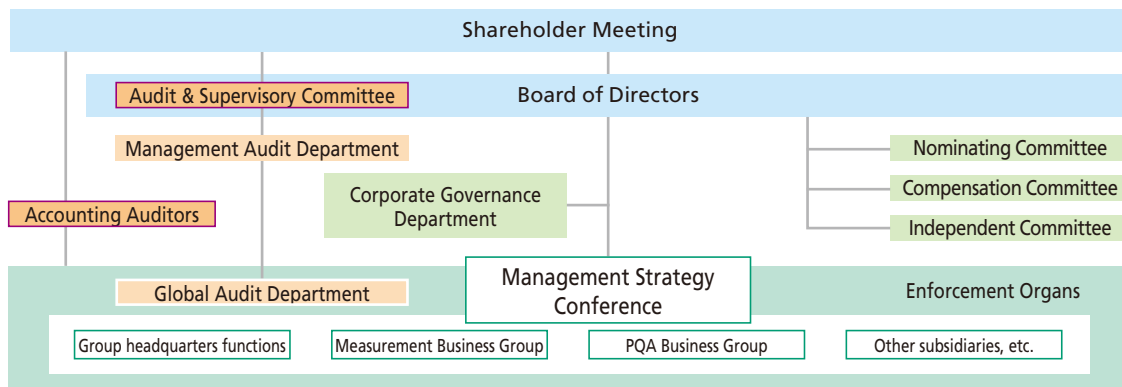 Shareholder Meeting
Audit & Supervisory Committee
Board of Directors
Management Audit Department
Nominating Committee
Corporate Governance
Department
Compensation Committee
Accounting Auditors
Independent Committee
Management Strategy
Conference
Global Audit Department
Enforcement Organs
Group headquarters functions
Measurement Business Group
PQA Business Group
Other subsidiaries, etc.